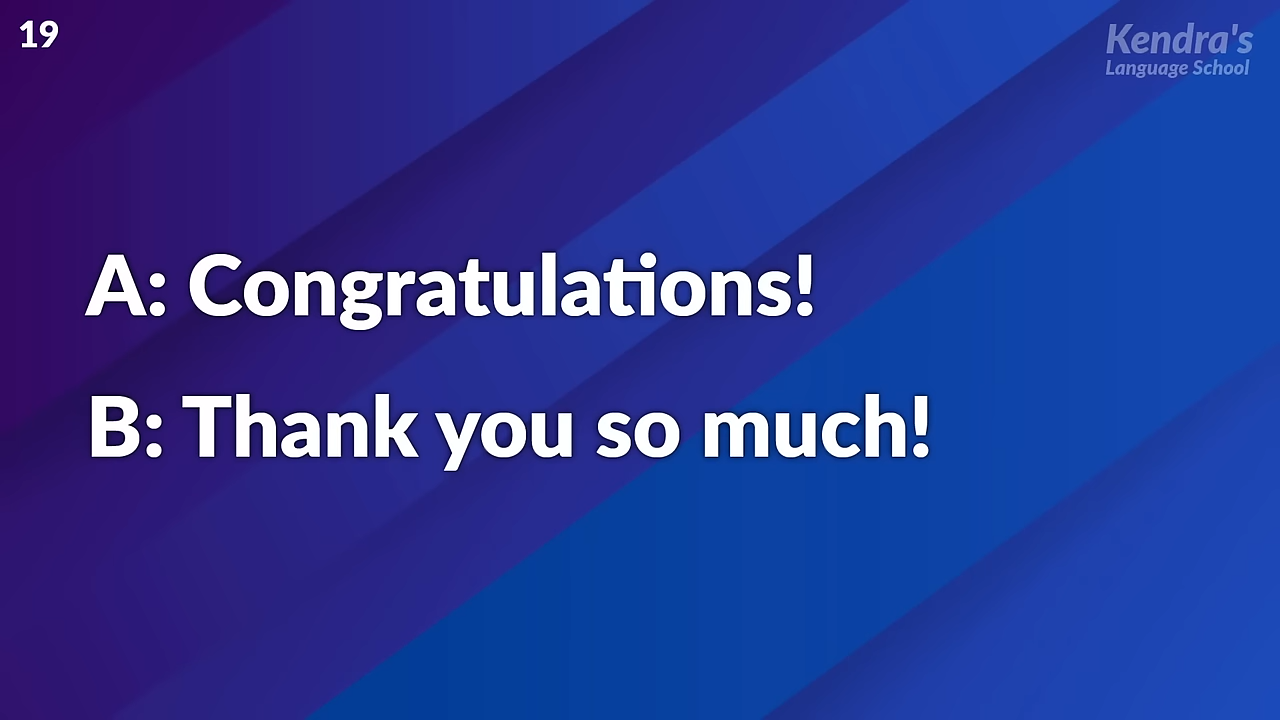 19
Kendra's
Language School
A: Congratulations!
B: Thank you so much!